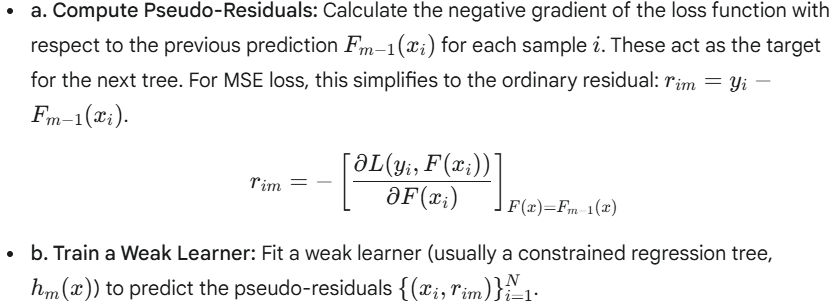 • a. Compute Pseudo-Residuals: Calculate the negative gradient of the loss function with
respect to the previous prediction $F_{m-1}(x_i)$ for each sample $i$. These act as the target
for the next tree. For MSE loss, this simplifies to the ordinary residual: $r_{im} = y_i -$
$F_{m-1}(x_i)$.
$r_{im} = -\left[\frac{\partial L(y_i, F(x_i))}{\partial F(x_i)}\right]_{F(x)=F_{m-1}(x)}$
• b. Train a Weak Learner: Fit a weak learner (usually a constrained regression tree,
$h_m(x)$) to predict the pseudo-residuals $\{(x_i, r_{im})\}_{i=1}^{N}$.